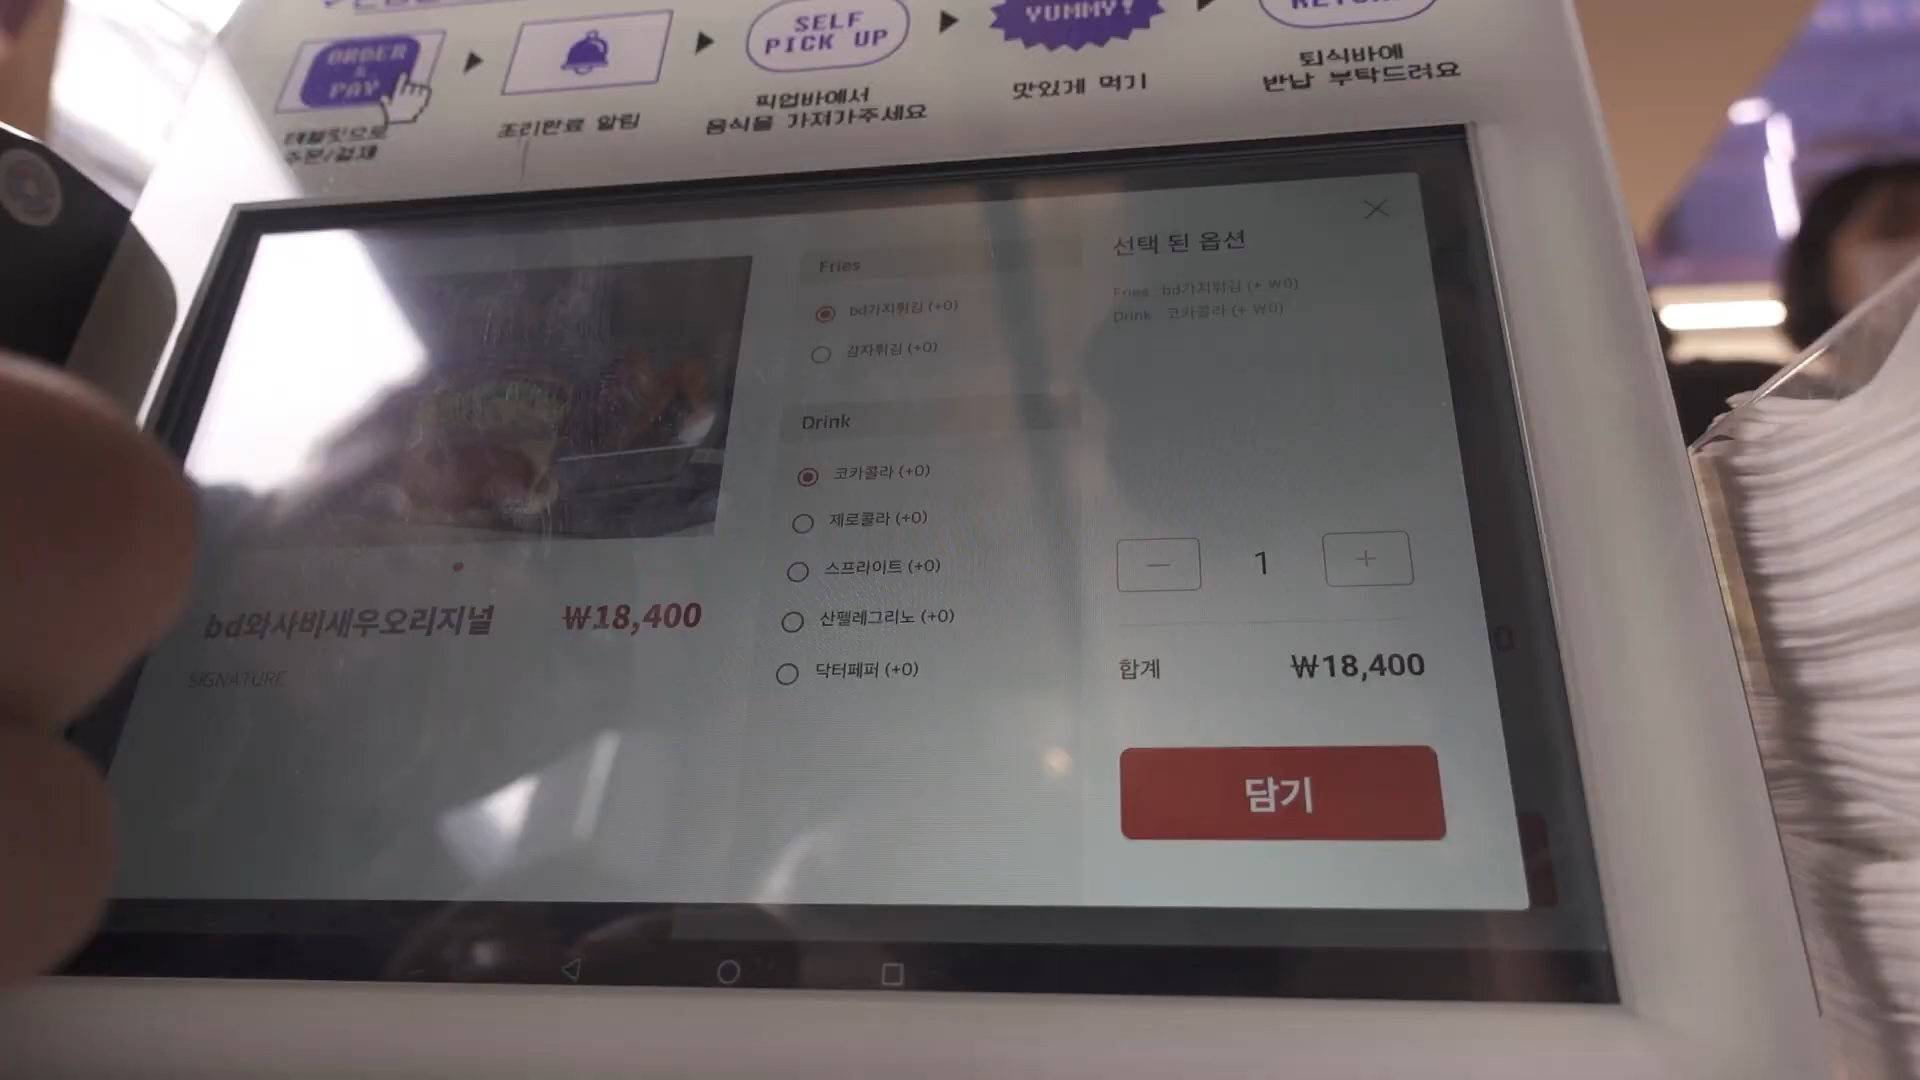 ORDER
&
PAY
테이블릿으로
주문/결제
조리완료 알림
SELF
PICK UP
픽업바에서
음식을 가져가주세요
YUMMY!
맛있게 먹기
RETURN
퇴식바에
반납 부탁드려요
Fries
bd가지튀김 (+0)
감자튀김 (+0)
Drink
코카콜라 (+0)
제로콜라 (+0)
스프라이트 (+0)
산펠레그리노 (+0)
닥터페퍼 (+0)
bd와사비새우오리지널 ₩18,400
SIGNATURE
선택 된 옵션
Fries : bd가지튀김 (+ ₩0)
Drink : 코카콜라 (+ ₩0)
1
합계 ₩18,400
담기